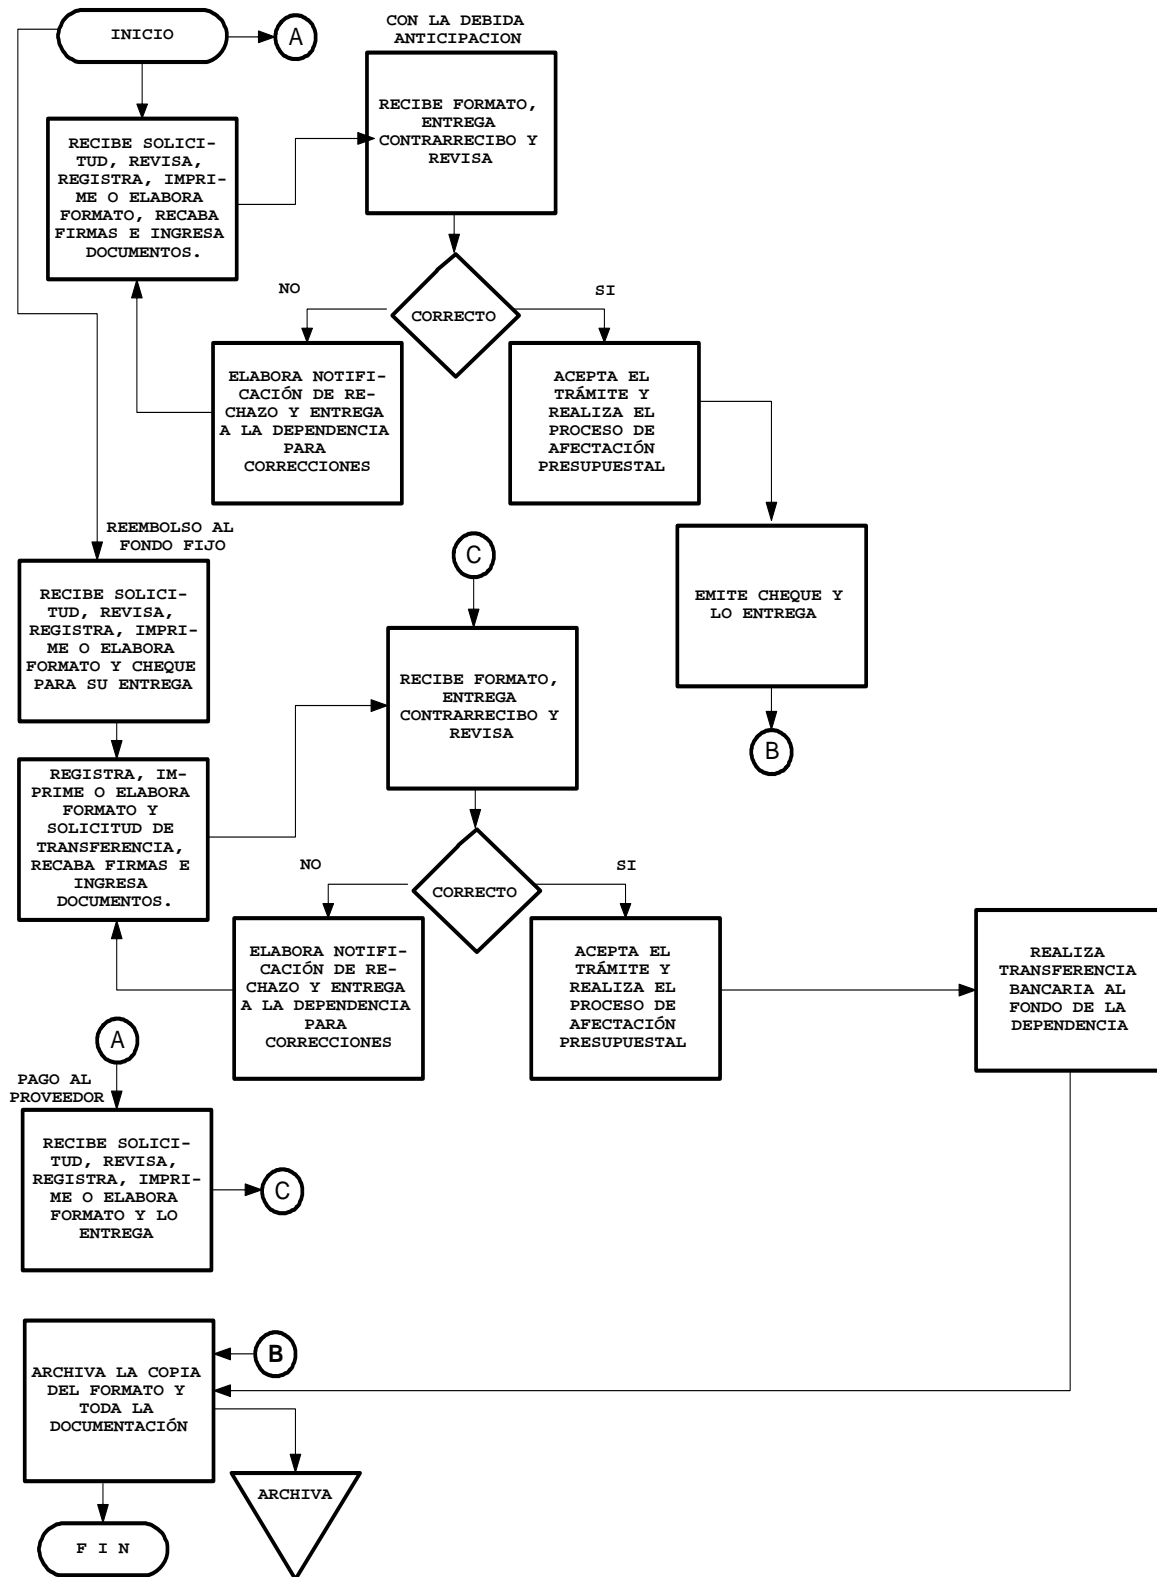 INICIO
A
CON LA DEBIDA
ANTICIPACION
RECIBE FORMATO,
ENTREGA
CONTRARRECIBO Y
REVISA
RECIBE SOLICI-
TUD, REVISA,
REGISTRA, IMPRI-
ME O ELABORA
FORMATO, RECABA
FIRMAS E INGRESA
DOCUMENTOS.
NO
SI
CORRECTO
ELABORA NOTIFI-
CACIÓN DE RE-
CHAZO Y ENTREGA
A LA DEPENDENCIA
PARA
CORRECCIONES
ACEPTA EL
TRÁMITE Y
REALIZA EL
PROCESO DE
AFECTACIÓN
PRESUPUESTAL
REEMBOLSO AL
FONDO FIJO
C
EMITE CHEQUE Y
LO ENTREGA
RECIBE SOLICI-
TUD, REVISA,
REGISTRA, IMPRI-
ME O ELABORA
FORMATO Y CHEQUE
PARA SU ENTREGA
RECIBE FORMATO,
ENTREGA
CONTRARRECIBO Y
REVISA
B
REGISTRA, IM-
PRIME O ELABORA
FORMATO Y
SOLICITUD DE
TRANSFERENCIA,
RECABA FIRMAS E
INGRESA
DOCUMENTOS.
NO
SI
CORRECTO
ELABORA NOTIFI-
CACIÓN DE RE-
CHAZO Y ENTREGA
A LA DEPENDENCIA
PARA
CORRECCIONES
ACEPTA EL
TRÁMITE Y
REALIZA EL
PROCESO DE
AFECTACIÓN
PRESUPUESTAL
REALIZA
TRANSFERENCIA
BANCARIA AL
FONDO DE LA
DEPENDENCIA
A
PAGO AL
PROVEEDOR
RECIBE SOLICI-
TUD, REVISA,
REGISTRA, IMPRI-
ME O ELABORA
FORMATO Y LO
ENTREGA
C
B
ARCHIVA LA COPIA
DEL FORMATO Y
TODA LA
DOCUMENTACIÓN
ARCHIVA
F I N